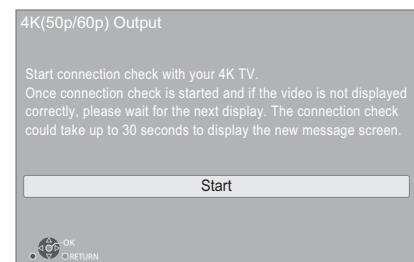 4K(50p/60p) Output
Start connection check with your 4K TV.
Once connection check is started and if the video is not displayed
correctly, please wait for the next display. The connection check
could take up to 30 seconds to display the new message screen.
Start
OK
RETURN